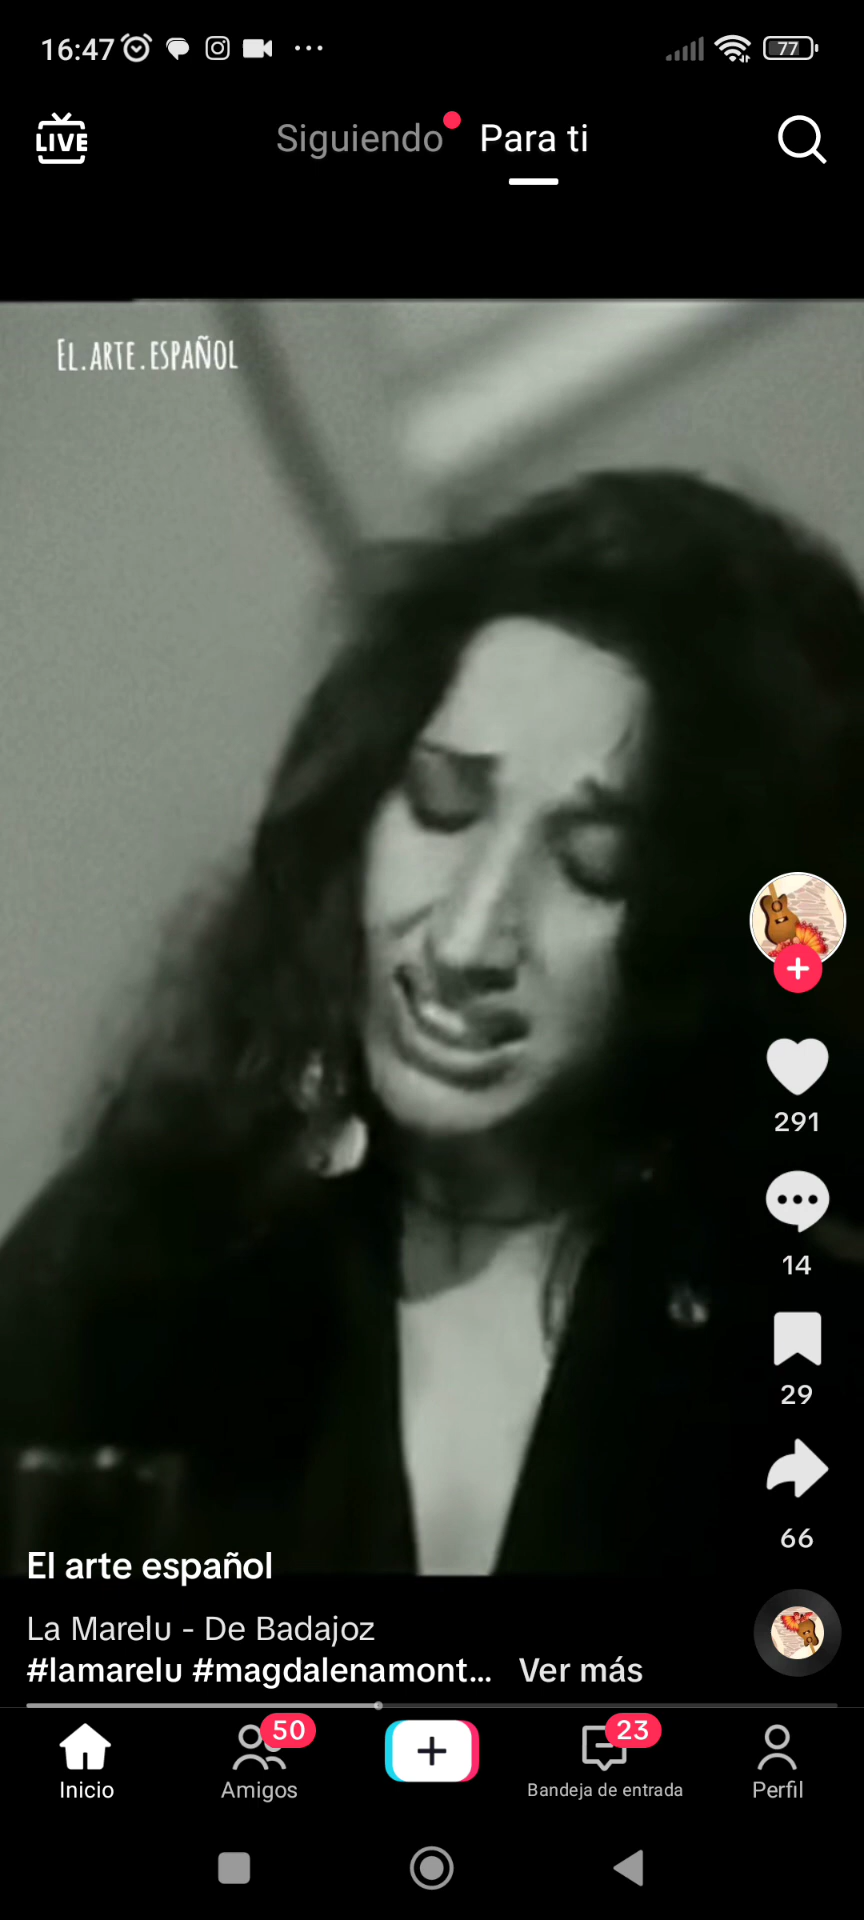 16:47
77
LIVE
Siguiendo
Para ti
EL.ARTE.ESPAÑOL
291
14
29
66
El arte español
La Marelu - De Badajoz
#lamarelu #magdalenamont... Ver más
50
23
Inicio
Amigos
Bandeja de entrada
Perfil